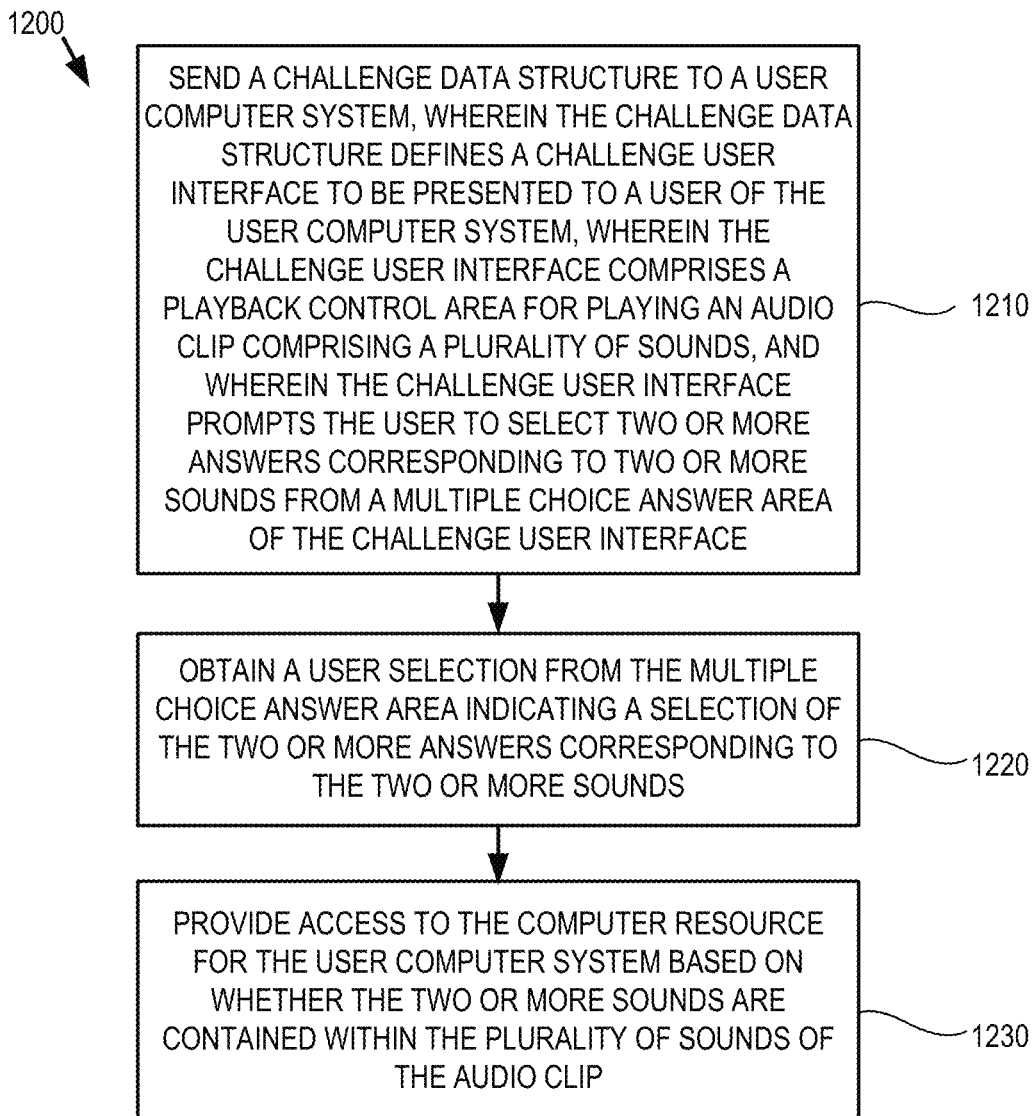 1200
SEND A CHALLENGE DATA STRUCTURE TO A USER
COMPUTER SYSTEM, WHEREIN THE CHALLENGE DATA
STRUCTURE DEFINES A CHALLENGE USER
INTERFACE TO BE PRESENTED TO A USER OF THE
USER COMPUTER SYSTEM, WHEREIN THE
CHALLENGE USER INTERFACE COMPRISES A
PLAYBACK CONTROL AREA FOR PLAYING AN AUDIO
CLIP COMPRISING A PLURALITY OF SOUNDS, AND
WHEREIN THE CHALLENGE USER INTERFACE
PROMPTS THE USER TO SELECT TWO OR MORE
ANSWERS CORRESPONDING TO TWO OR MORE
SOUNDS FROM A MULTIPLE CHOICE ANSWER AREA
OF THE CHALLENGE USER INTERFACE
1210
OBTAIN A USER SELECTION FROM THE MULTIPLE
CHOICE ANSWER AREA INDICATING A SELECTION OF
THE TWO OR MORE ANSWERS CORRESPONDING TO
THE TWO OR MORE SOUNDS
1220
PROVIDE ACCESS TO THE COMPUTER RESOURCE
FOR THE USER COMPUTER SYSTEM BASED ON
WHETHER THE TWO OR MORE SOUNDS ARE
CONTAINED WITHIN THE PLURALITY OF SOUNDS OF
THE AUDIO CLIP
1230